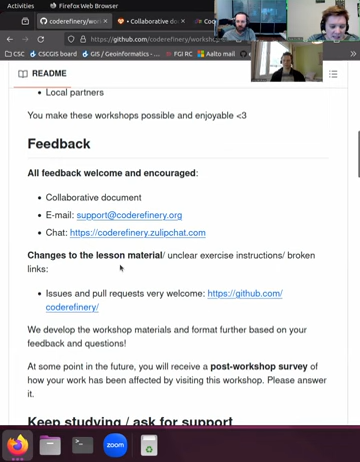 Activities
Firefox Web Browser
coderefinery/works
Collaborative do
Co
https://github.com/coderefinery/worksh
CSC
CSCGIS board
GIS / Geoinformatics -...
FGI RC
Aalto mail
README
• Local partners
You make these workshops possible and enjoyable <3
Feedback
All feedback welcome and encouraged:
• Collaborative document
• E-mail: support@coderefinery.org
• Chat: https://coderefinery.zulipchat.com
Changes to the lesson material/ unclear exercise instructions/ broken
links:
• Issues and pull requests very welcome: https://github.com/
coderefinery/
We develop the workshop materials and format further based on your
feedback and questions!
At some point in the future, you will receive a post-workshop survey of
how your work has been affected by visiting this workshop. Please answer
it.
Keep studying / ask for support
zoom